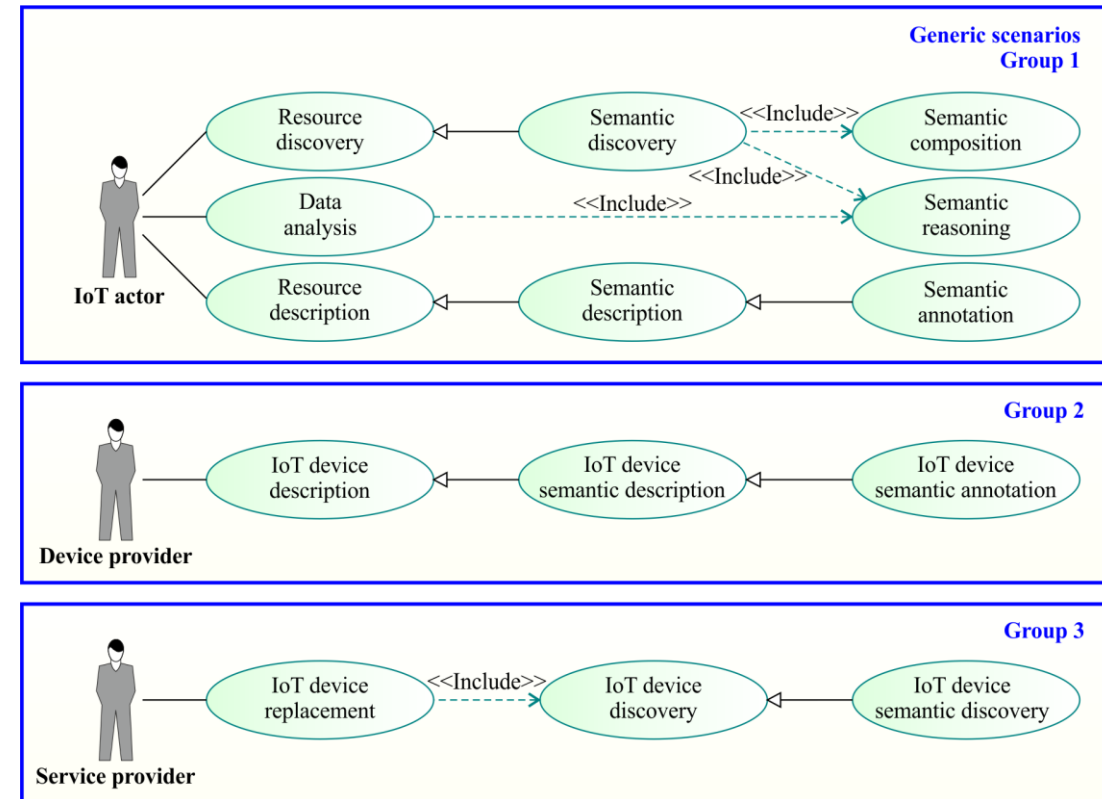 Generic scenarios
Group 1
Resource
discovery
Semantic
discovery
<<Include>>
Semantic
composition
<<Include>>
Data
analysis
<<Include>>
Semantic
reasoning
IoT actor
Resource
description
Semantic
description
Semantic
annotation
Group 2
IoT device
description
IoT device
semantic description
IoT device
semantic annotation
Device provider
Group 3
IoT device
replacement
<<Include>>
IoT device
discovery
IoT device
semantic discovery
Service provider